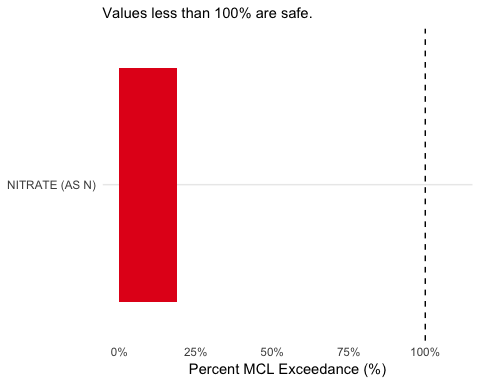 Values less than 100% are safe.
NITRATE (AS N)
0% 25% 50% 75% 100%
Percent MCL Exceedance (%)